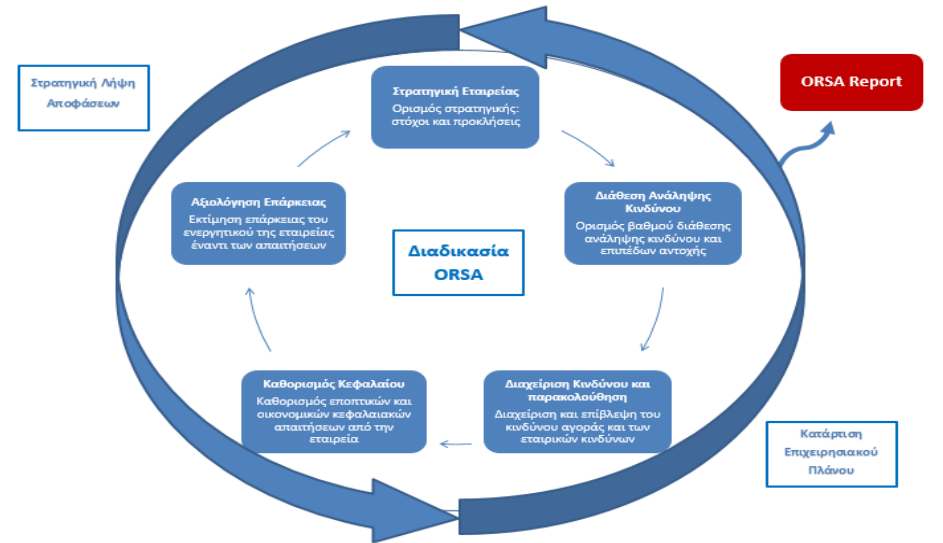 Στρατηγική Λήψη
Αποφάσεων
Στρατηγική Εταιρείας
Ορισμός στρατηγικής:
στόχοι και προκλήσεις
ORSA Report
Αξιολόγηση Επάρκειας
Εκτίμηση επάρκειας του
ενεργητικού της εταιρείας
έναντι των απαιτήσεων
Διάθεση Ανάληψης
Κινδύνου
Ορισμός βαθμού διάθεσης
ανάληψης κινδύνου και
επιπέδων αντοχής
Διαδικασία
ORSA
Καθορισμός Κεφαλαίου
Καθορισμός εποπτικών και
οικονομικών κεφαλαιακών
απαιτήσεων από την
εταιρεία
Διαχείριση Κινδύνου και
παρακολούθηση
Διαχείριση και επίβλεψη του
κινδύνου αγοράς και των
εταιρικών κινδύνων
Κατάρτιση
Επιχειρησιακού
Πλάνου